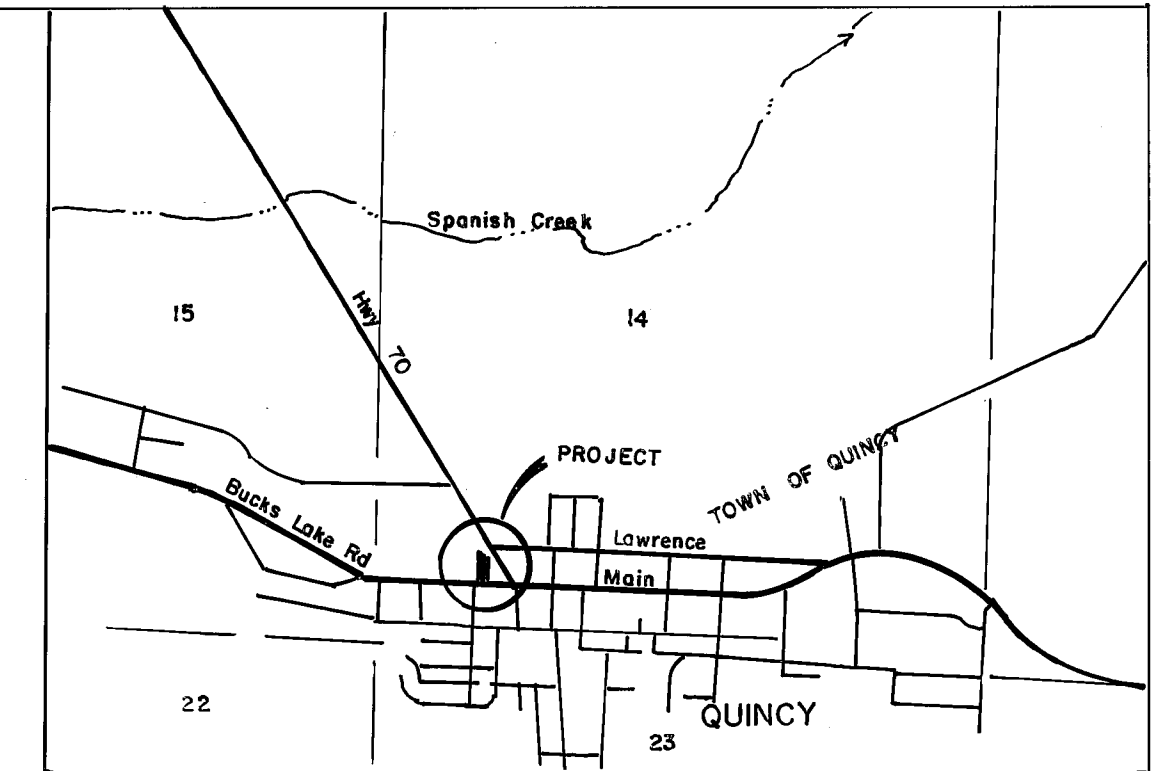 Spanish Creek
15
14
Hwy 70
PROJECT
TOWN OF QUINCY
Bucks Lake Rd
Lawrence
Main
22
QUINCY
23